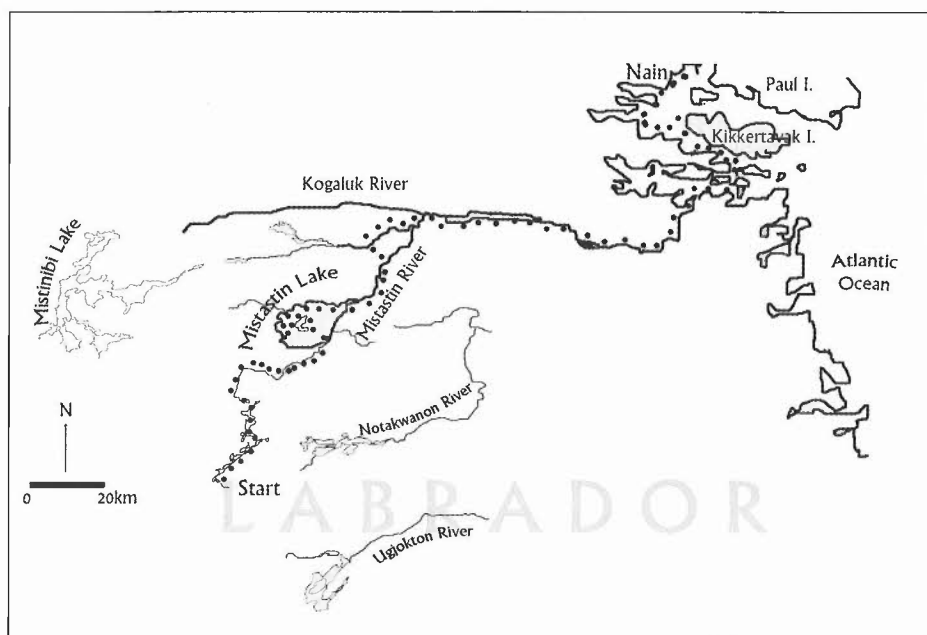 Nain
Paul I.
Kikkertavak I.
Kogaluk River
Mistinibi Lake
Mistastin Lake
Mistastin River
Atlantic
Ocean
N
Notakwanon River
0 20km
Start
LABRADOR
Ugjokton River